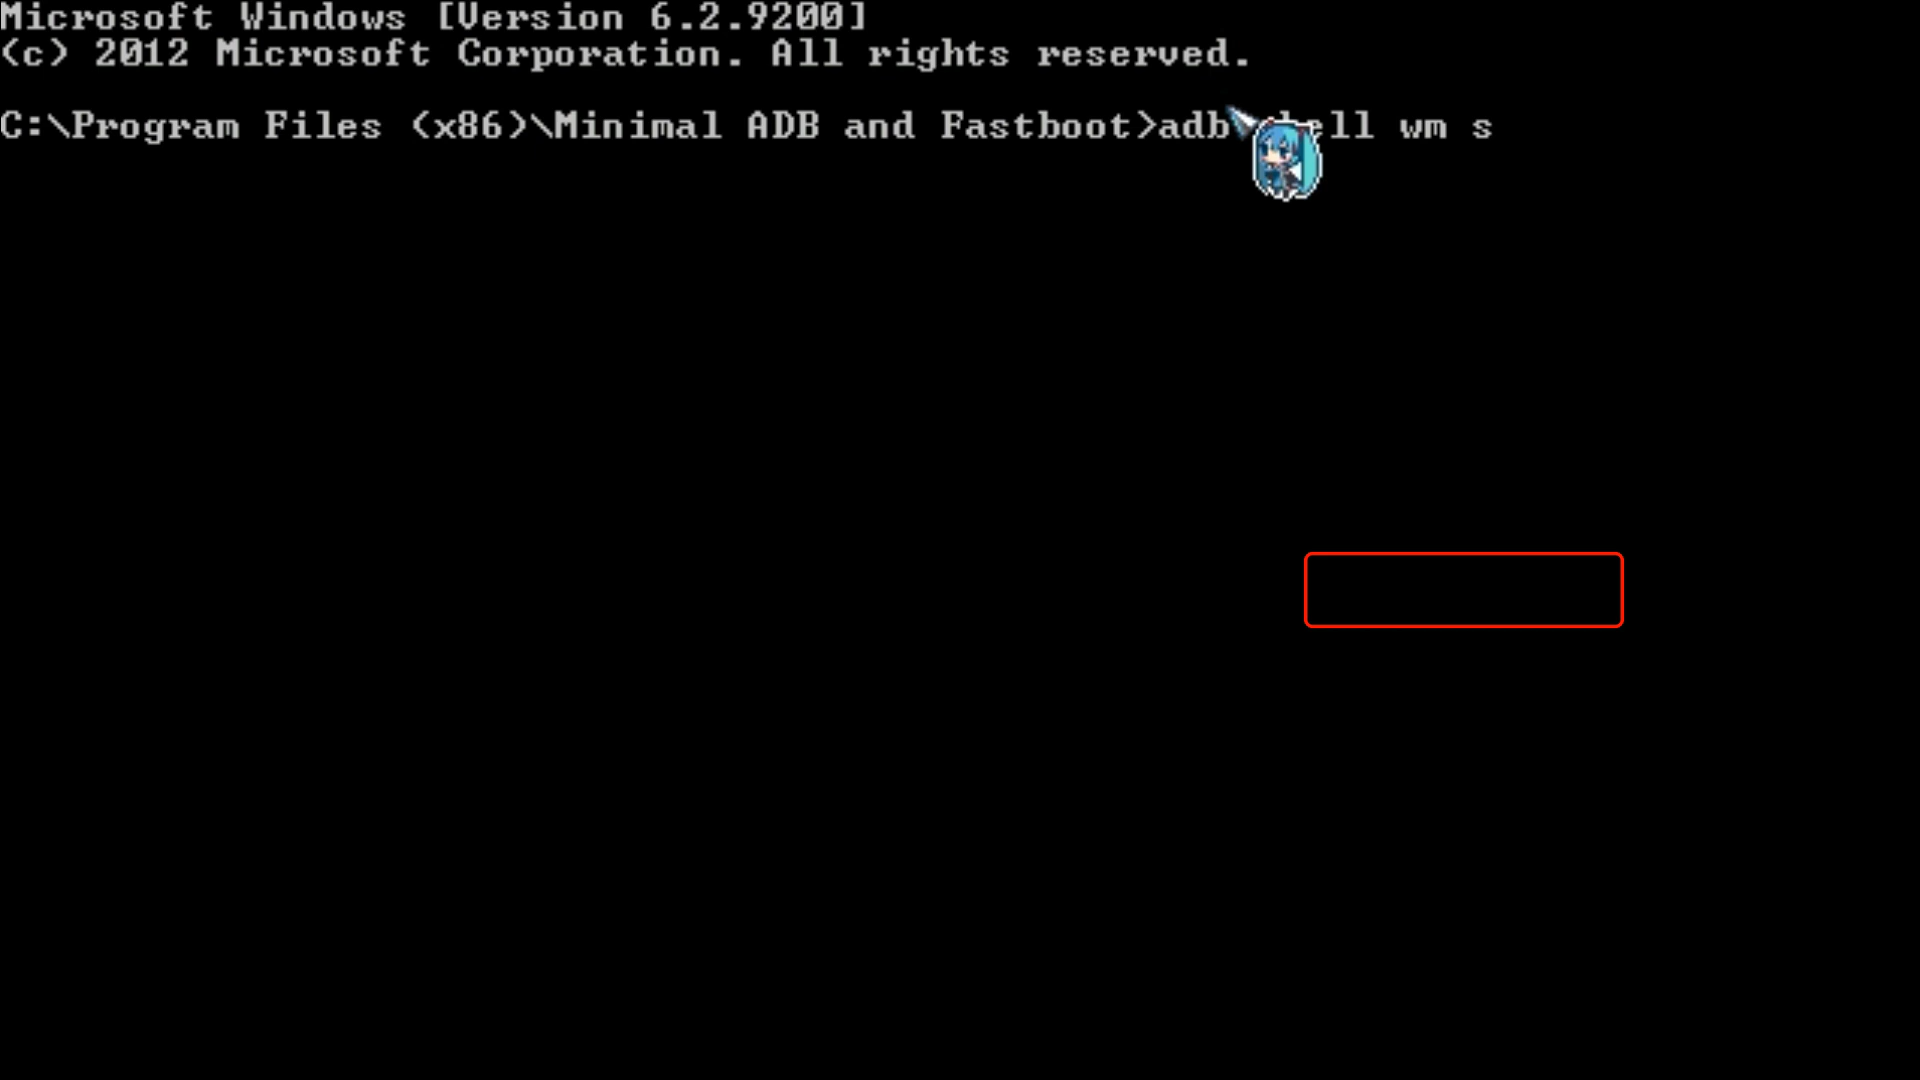 Microsoft Windows [Version 6.2.9200]
(c) 2012 Microsoft Corporation. All rights reserved.
C:\Program Files (x86)\Minimal ADB and Fastboot>adb shell wm s